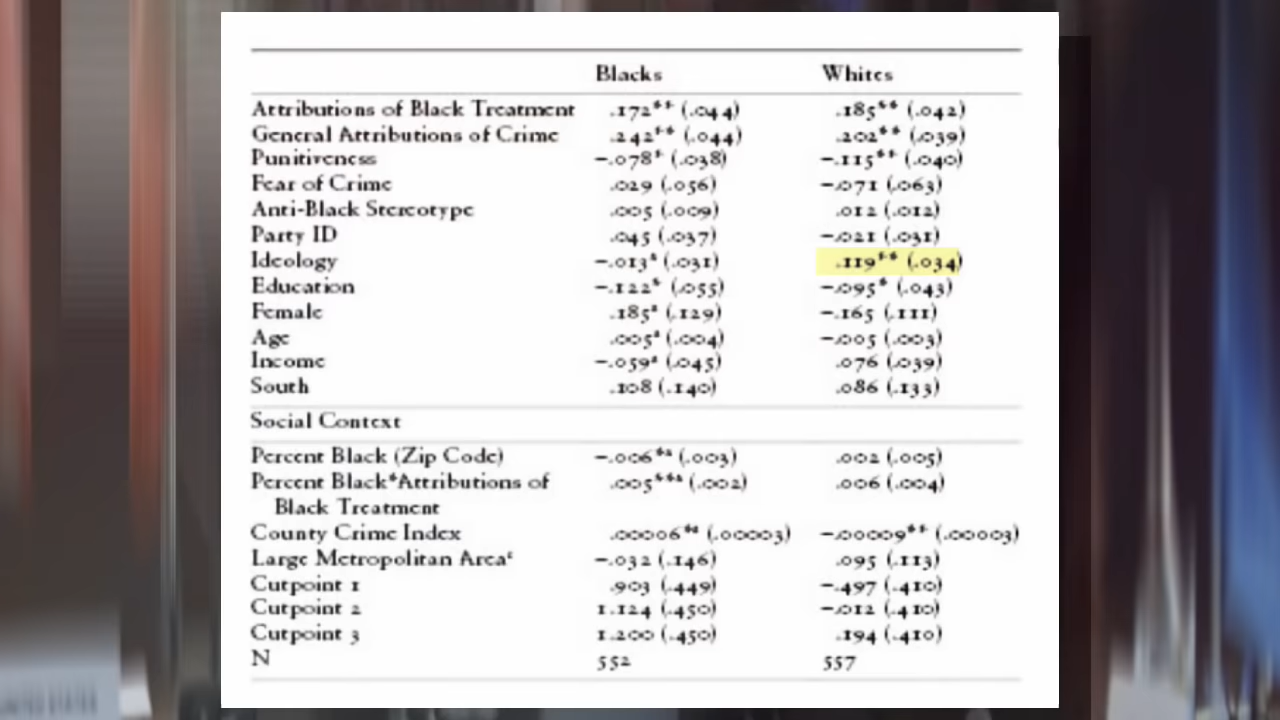 Blacks Whites
Attributions of Black Treatment .172** (.044) .185** (.042)
General Attributions of Crime .242** (.044) .202** (.039)
Punitiveness −.078* (.038) −.115** (.040)
Fear of Crime .029 (.056) −.071 (.063)
Anti-Black Stereotype .005 (.009) .012 (.012)
Party ID .045 (.037) −.021 (.031)
Ideology −.013ᵃ (.031) .119** (.034)
Education −.122* (.055) −.095* (.043)
Female .185ᵃ (.129) −.165 (.111)
Age .005ᵃ (.004) −.005 (.003)
Income −.059ᵃ (.045) .076 (.039)
South .108 (.140) .086 (.133)
Social Context
Percent Black (Zip Code) −.006*ᵃ (.003) .002 (.005)
Percent Black*Attributions of .005**ᵃ (.002) .006 (.004)
Black Treatment
County Crime Index .00006*ᵃ (.00003) −.00009** (.00003)
Large Metropolitan Areaᶜ −.032 (.146) .095 (.113)
Cutpoint 1 .903 (.449) −.497 (.410)
Cutpoint 2 1.124 (.450) −.012 (.410)
Cutpoint 3 1.200 (.450) .194 (.410)
N 552 557